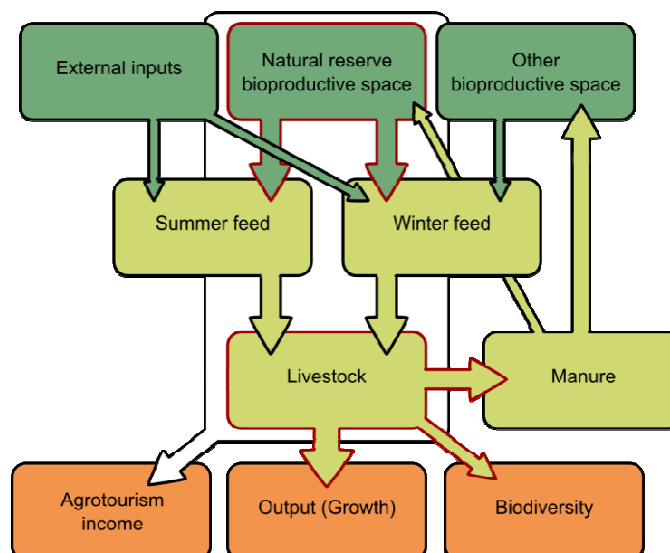 External inputs
Natural reserve
bioproductive space
Other
bioproductive space
Summer feed
Winter feed
Livestock
Manure
Agrotourism
income
Output (Growth)
Biodiversity